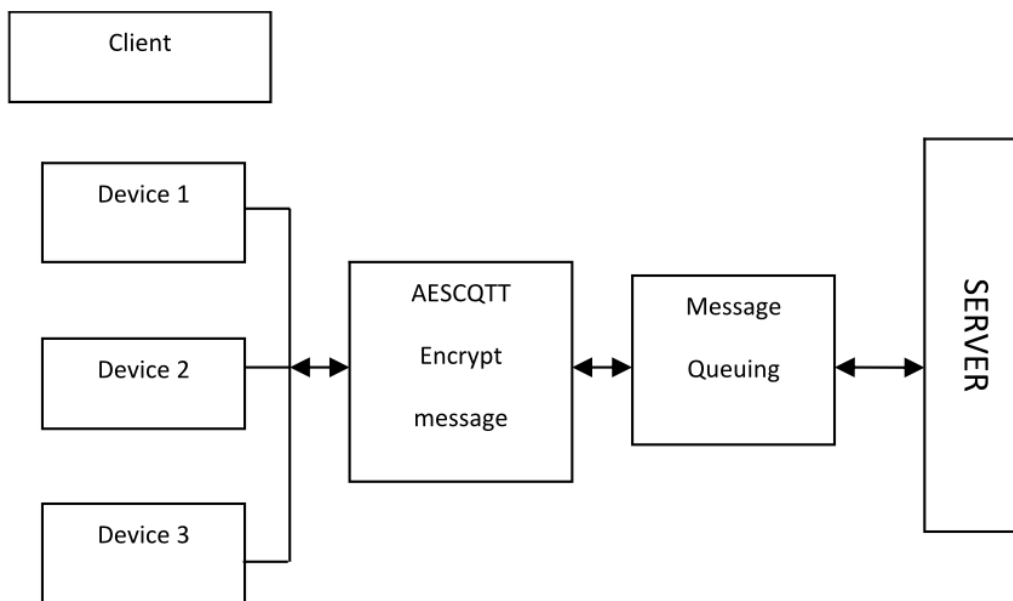 Client
Device 1
Device 2
Device 3
AESCQTT
Encrypt
message
Message
Queuing
SERVER